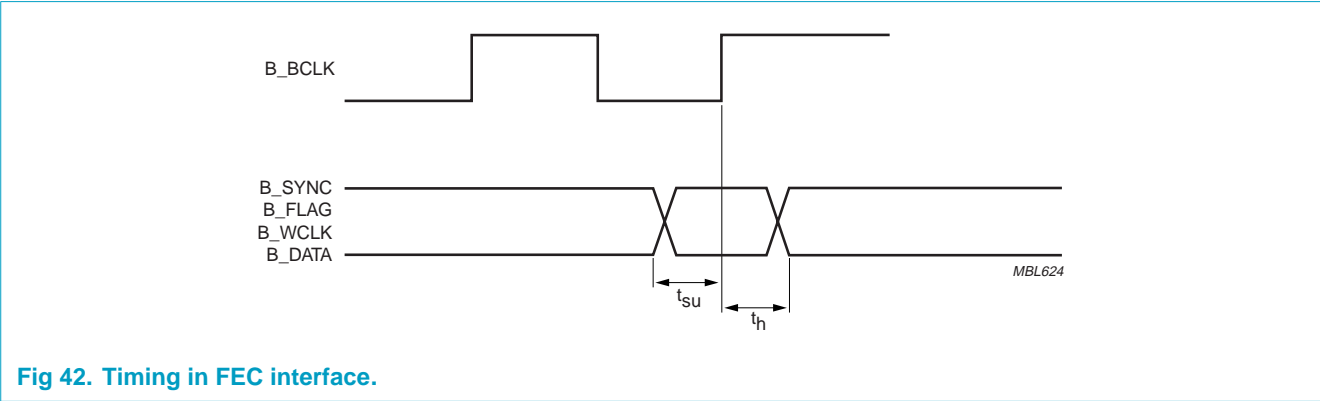 B_BCLK
B_SYNC
B_FLAG
B_WCLK
B_DATA
MBL624
tsu
th
Fig 42. Timing in FEC interface.